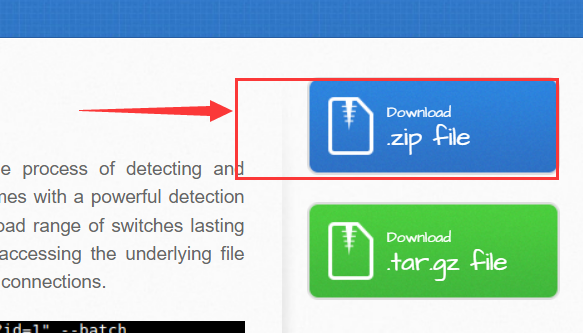 Download
.zip file
e process of detecting and
mes with a powerful detection
oad range of switches lasting
accessing the underlying file
connections.
Download
.tar.gz file
?id=1" --batch